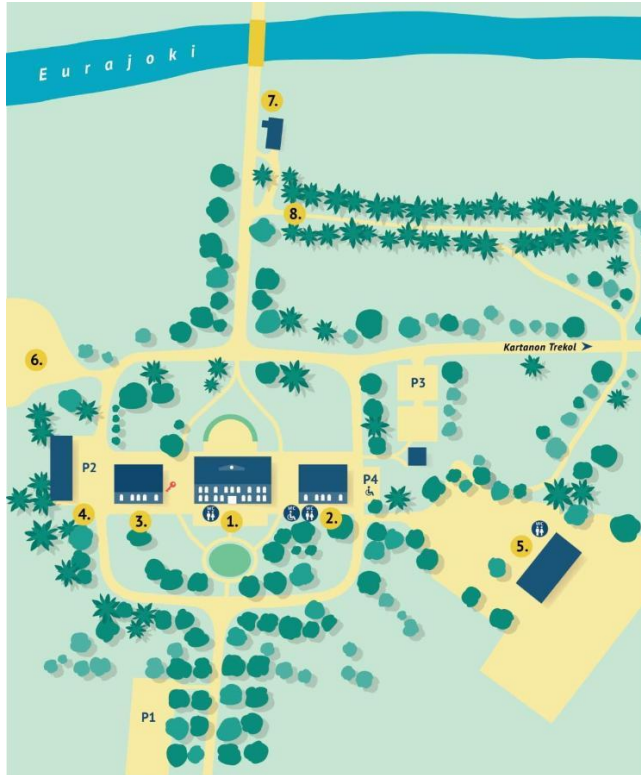 Eurajoki
7.
8.
Kartanon Trekol
6.
P3
P2
P4
4.
3.
1.
2.
5.
P1